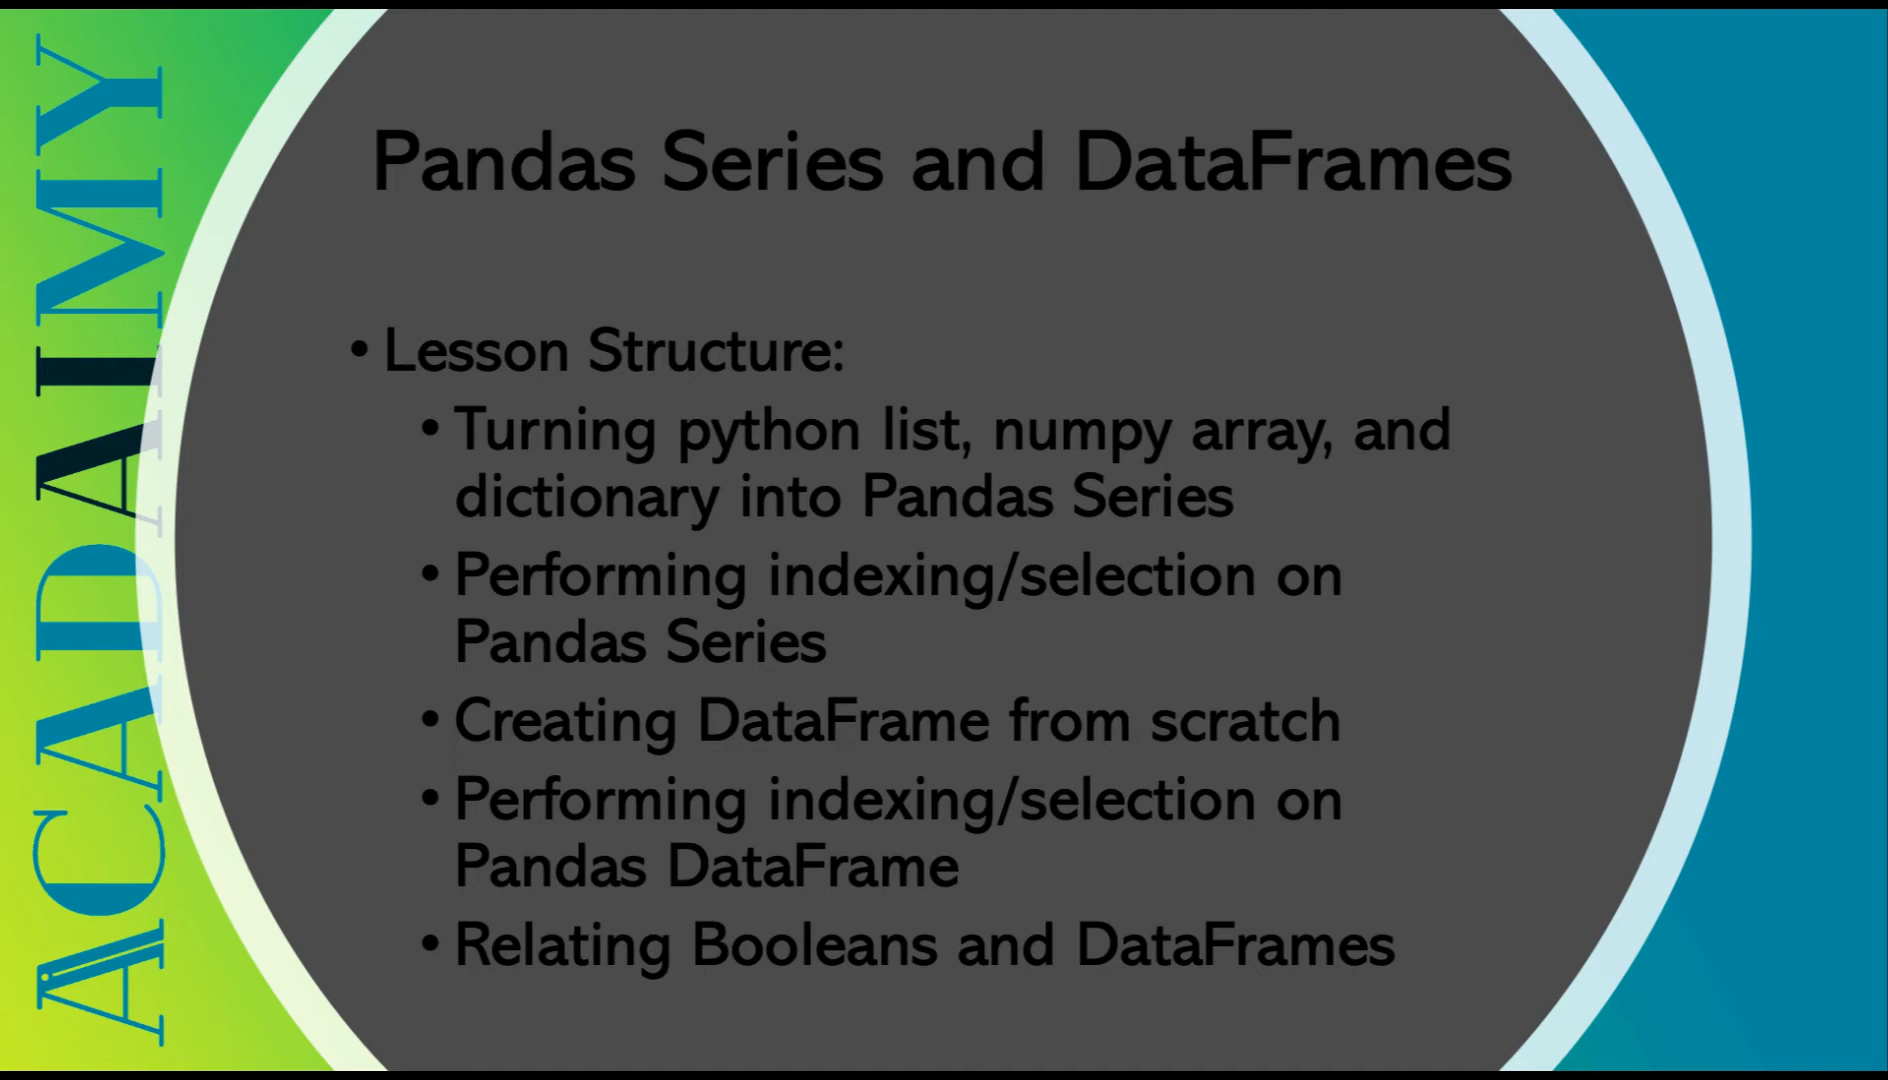 ACADAIMY
Pandas Series and DataFrames
• Lesson Structure:
• Turning python list, numpy array, and
dictionary into Pandas Series
• Performing indexing/selection on
Pandas Series
• Creating DataFrame from scratch
• Performing indexing/selection on
Pandas DataFrame
• Relating Booleans and DataFrames